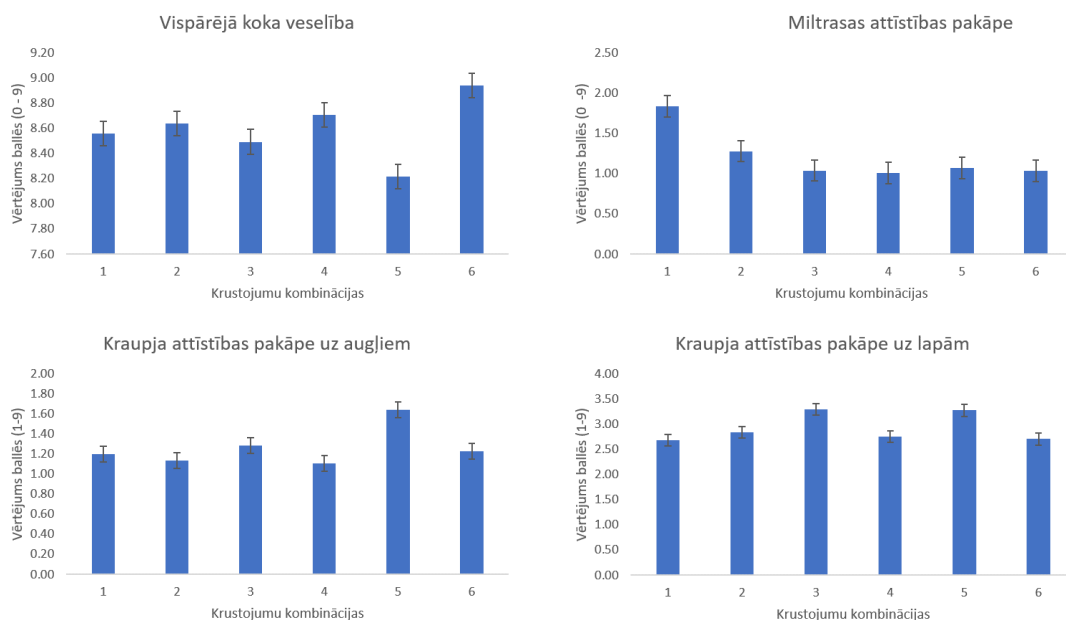 Vispārējā koka veselība
Vērtējums ballēs (0 - 9)
9.20
9.00
8.80
8.60
8.40
8.20
8.00
7.80
7.60
1 2 3 4 5 6
Krustojumu kombinācijas
Miltrasas attīstības pakāpe
Vērtējums ballēs (0 -9)
2.50
2.00
1.50
1.00
0.50
0.00
1 2 3 4 5 6
Krustojumu kombinācijas
Kraupja attīstības pakāpe uz augļiem
Vērtējums ballēs (1-9)
2.00
1.80
1.60
1.40
1.20
1.00
0.80
0.60
0.40
0.20
0.00
1 2 3 4 5 6
Krustojumu kombinācijas
Kraupja attīstības pakāpe uz lapām
Vērtējums ballēs (1-9)
4.00
3.50
3.00
2.50
2.00
1.50
1.00
0.50
0.00
1 2 3 4 5 6
Krustojumu kombinācijas